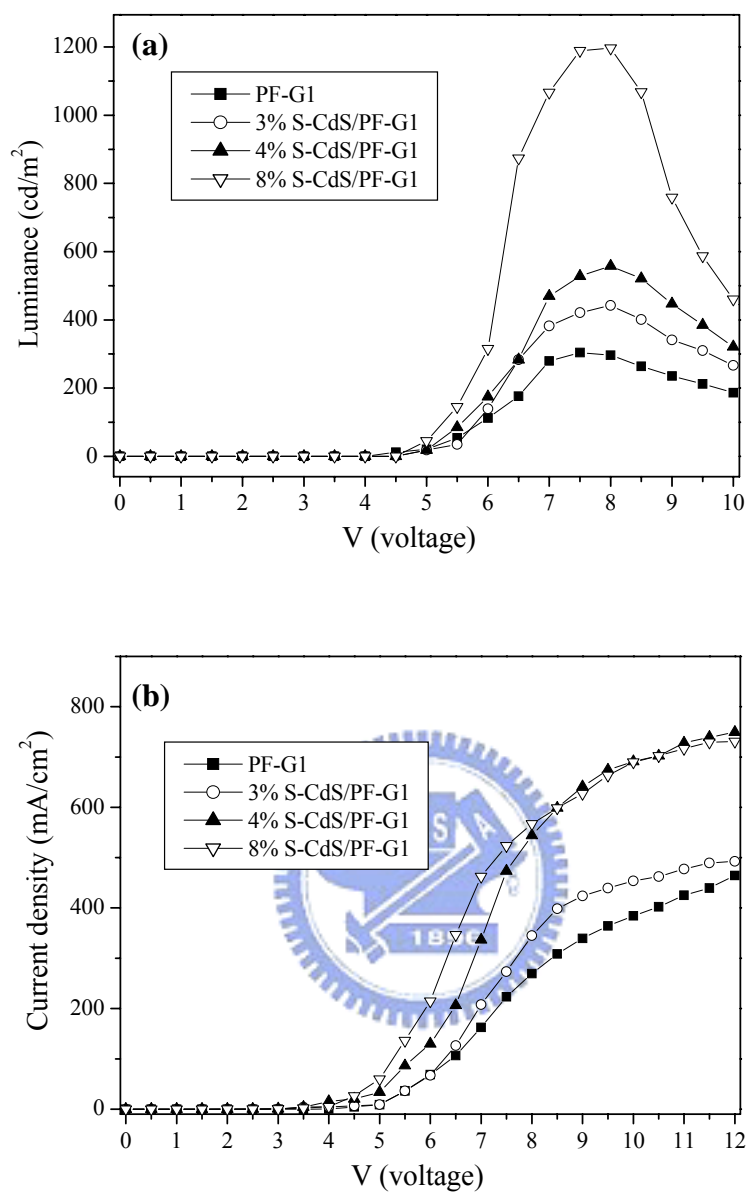 (a)
PF-G1
3% S-CdS/PF-G1
4% S-CdS/PF-G1
8% S-CdS/PF-G1
Luminance (cd/m²)
1200
1000
800
600
400
200
0
0 1 2 3 4 5 6 7 8 9 10
V (voltage)
(b)
PF-G1
3% S-CdS/PF-G1
4% S-CdS/PF-G1
8% S-CdS/PF-G1
Current density (mA/cm²)
800
600
400
200
0
S A
1896
0 1 2 3 4 5 6 7 8 9 10 11 12
V (voltage)